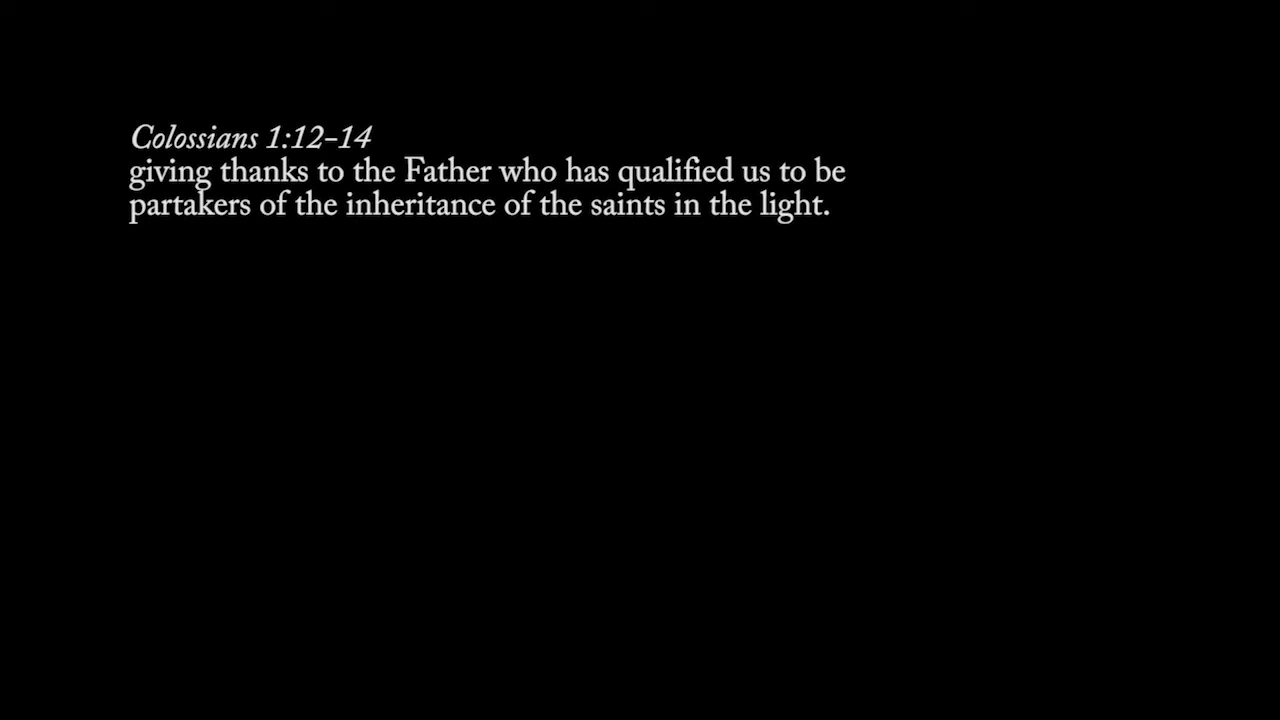 Colossians 1:12–14
giving thanks to the Father who has qualified us to be
partakers of the inheritance of the saints in the light.